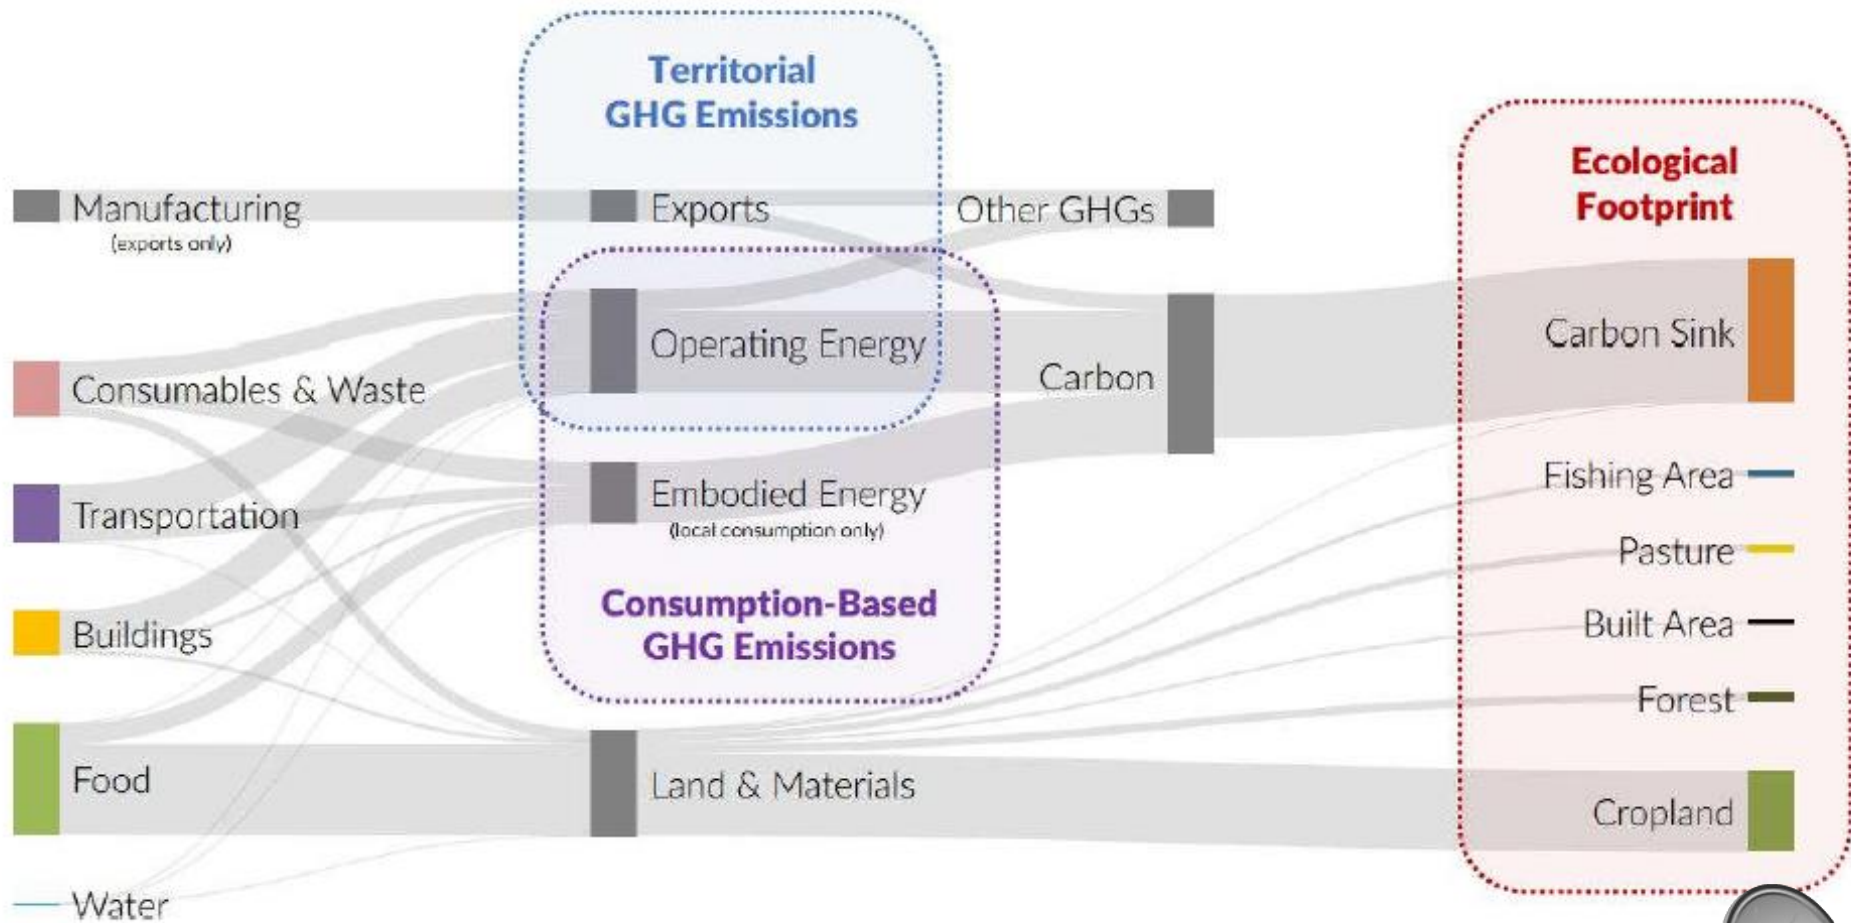 Territorial
GHG Emissions
Ecological
Footprint
Manufacturing
(exports only)
Exports
Other GHGs
Consumables & Waste
Operating Energy
Carbon
Carbon Sink
Transportation
Embodied Energy
(local consumption only)
Fishing Area
Pasture
Consumption-Based
GHG Emissions
Buildings
Built Area
Forest
Food
Land & Materials
Cropland
Water